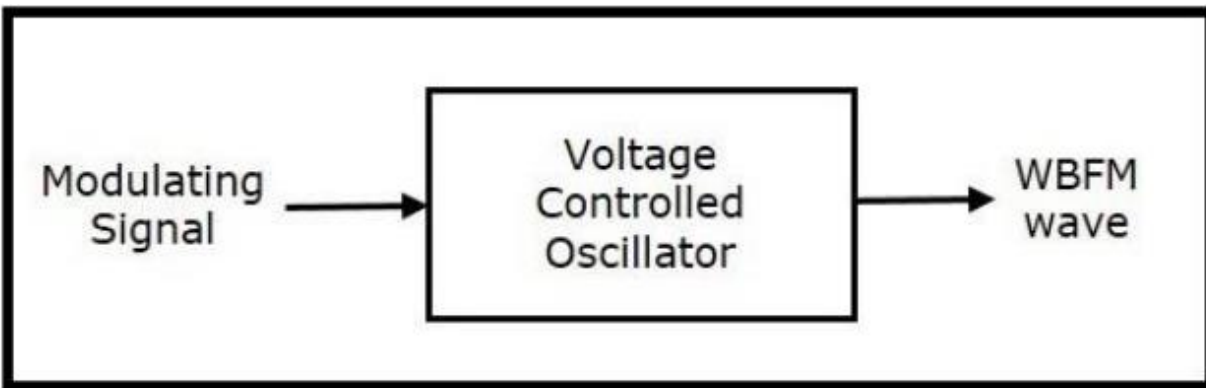 Modulating
Signal
Voltage
Controlled
Oscillator
WBFM
wave